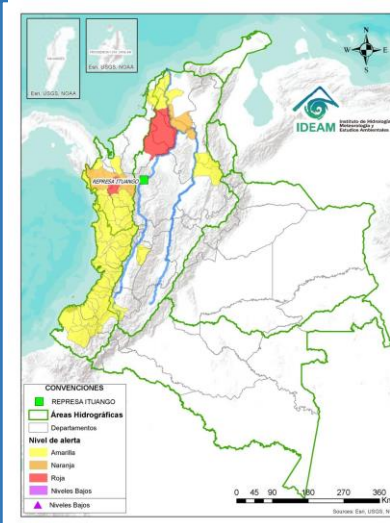 Esri, USGS, NOAA
Esri, USGS, NOAA
N
W
E
S
IDEAM
Instituto de Hidrología,
Meteorología y
Estudios Ambientales
REPRESA ITUANGO
CONVENCIONES
REPRESA ITUANGO
Áreas Hidrográficas
Departamentos
Nivel de alerta
Amarilla
Naranja
Roja
Niveles Bajos
Niveles Bajos
0 45 90 180 270 360
Km
Sources: Esri, USGS, N